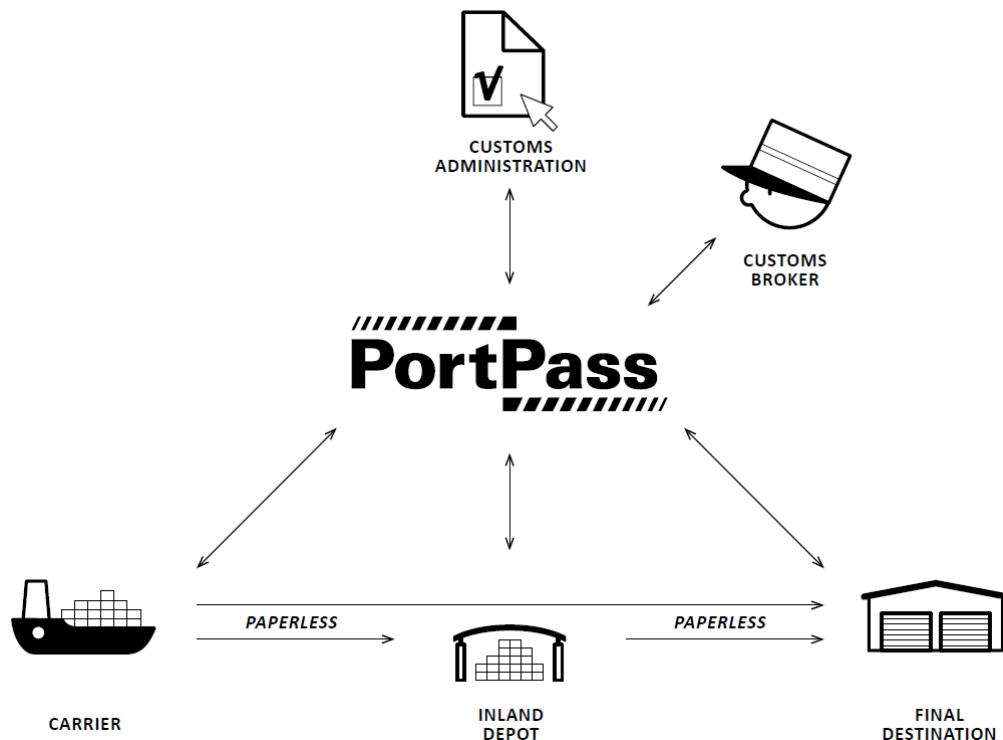 CUSTOMS
ADMINISTRATION
CUSTOMS
BROKER
PortPass
PAPERLESS
PAPERLESS
CARRIER
INLAND
DEPOT
FINAL
DESTINATION